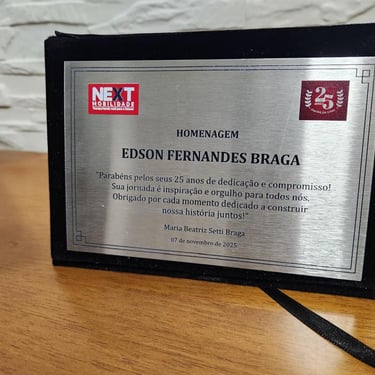 NEXT
MOBILIDADE
25
HOMENAGEM
EDSON FERNANDES BRAGA
"Parabéns pelos seus 25 anos de dedicação e compromisso!
Sua jornada é inspiração e orgulho para todos nós.
Obrigado por cada momento dedicado a construir
nossa história juntos!"
Maria Beatriz Setti Braga
07 de novembro de 2025